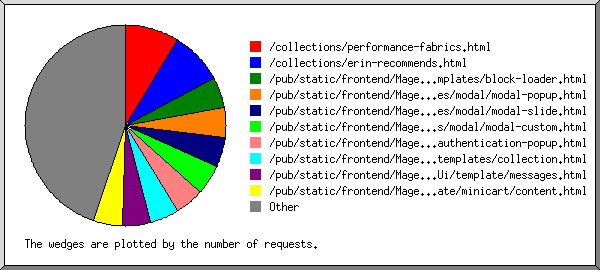 /collections/performance-fabrics.html
/collections/erin-recommends.html
/pub/static/frontend/Mage...mplates/block-loader.html
/pub/static/frontend/Mage...es/modal/modal-popup.html
/pub/static/frontend/Mage...es/modal/modal-slide.html
/pub/static/frontend/Mage...s/modal/modal-custom.html
/pub/static/frontend/Mage...authentication-popup.html
/pub/static/frontend/Mage...templates/collection.html
/pub/static/frontend/Mage...Ui/template/messages.html
/pub/static/frontend/Mage...ate/minicart/content.html
Other
The wedges are plotted by the number of requests.